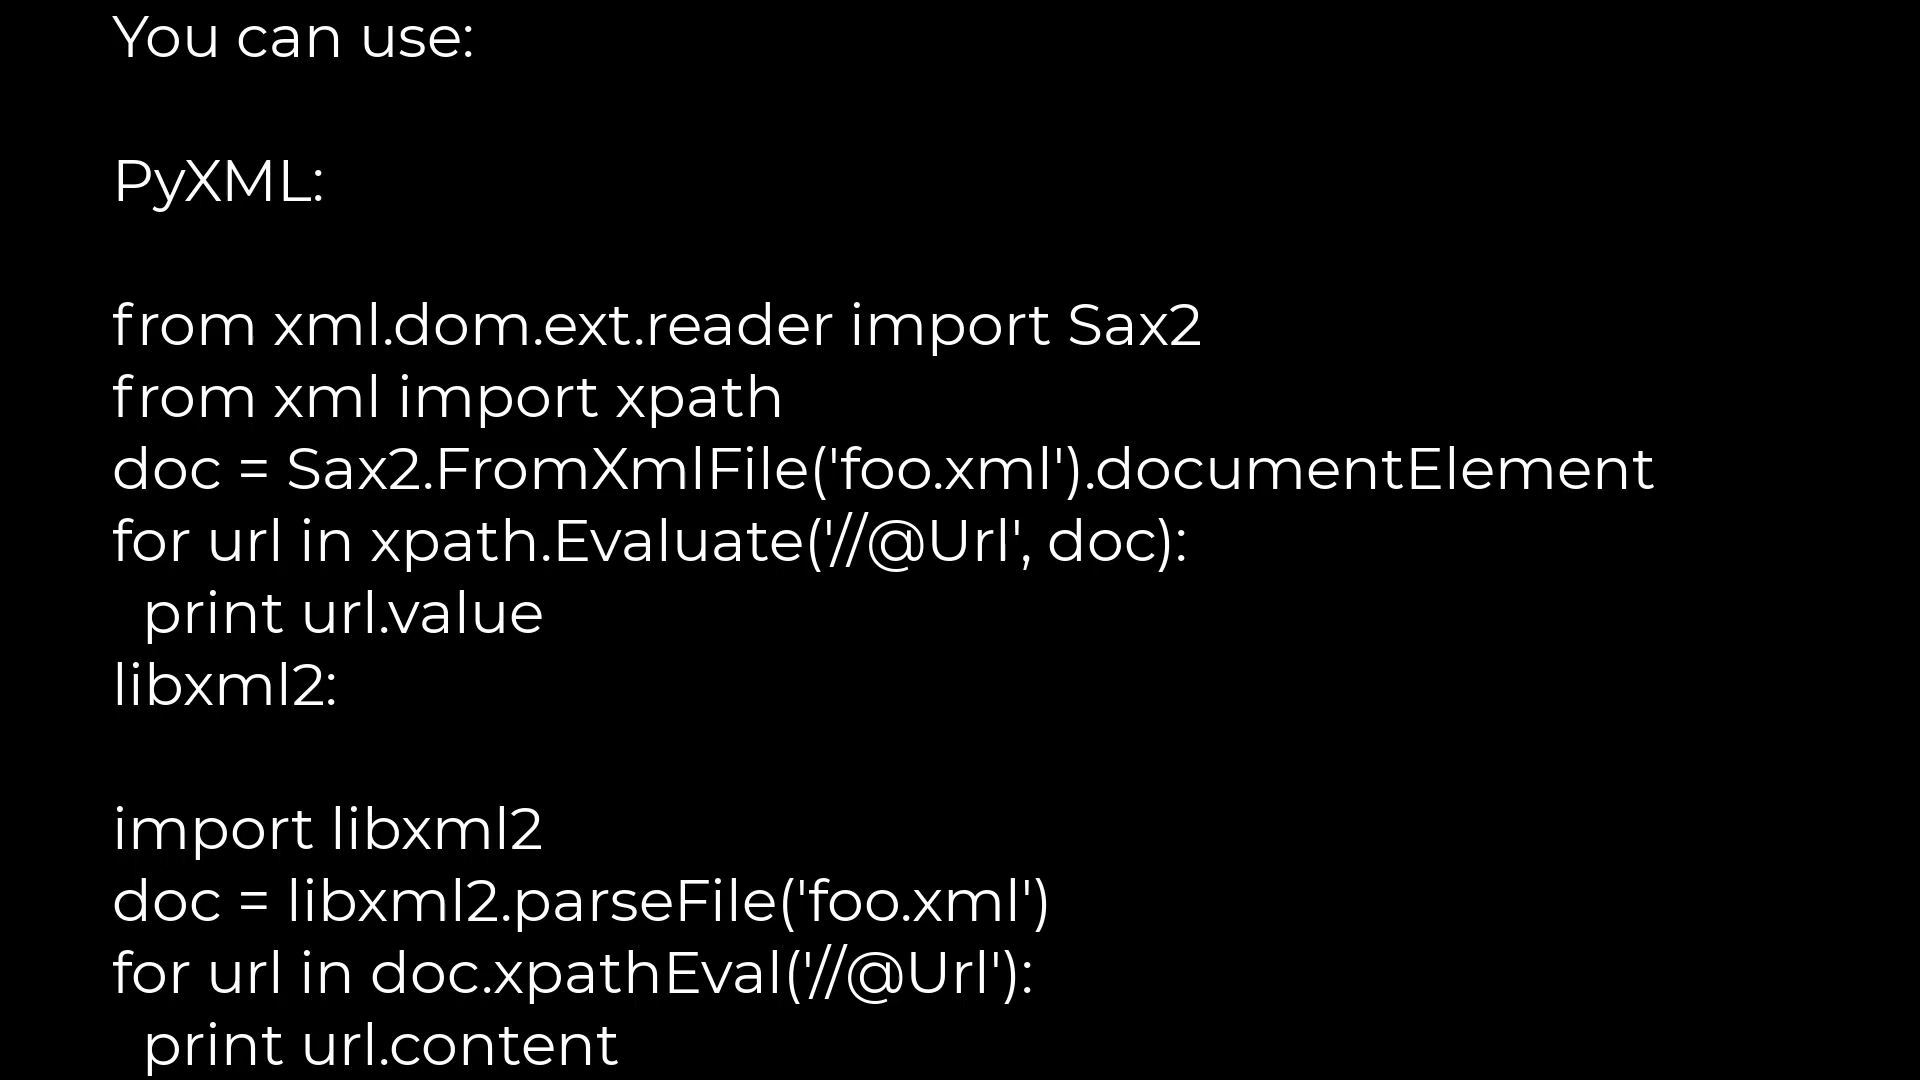 You can use:
PyXML:
from xml.dom.ext.reader import Sax2
from xml import xpath
doc = Sax2.FromXmlFile('foo.xml').documentElement
for url in xpath.Evaluate('//@Url', doc):
  print url.value
libxml2:
import libxml2
doc = libxml2.parseFile('foo.xml')
for url in doc.xpathEval('//@Url'):
  print url.content